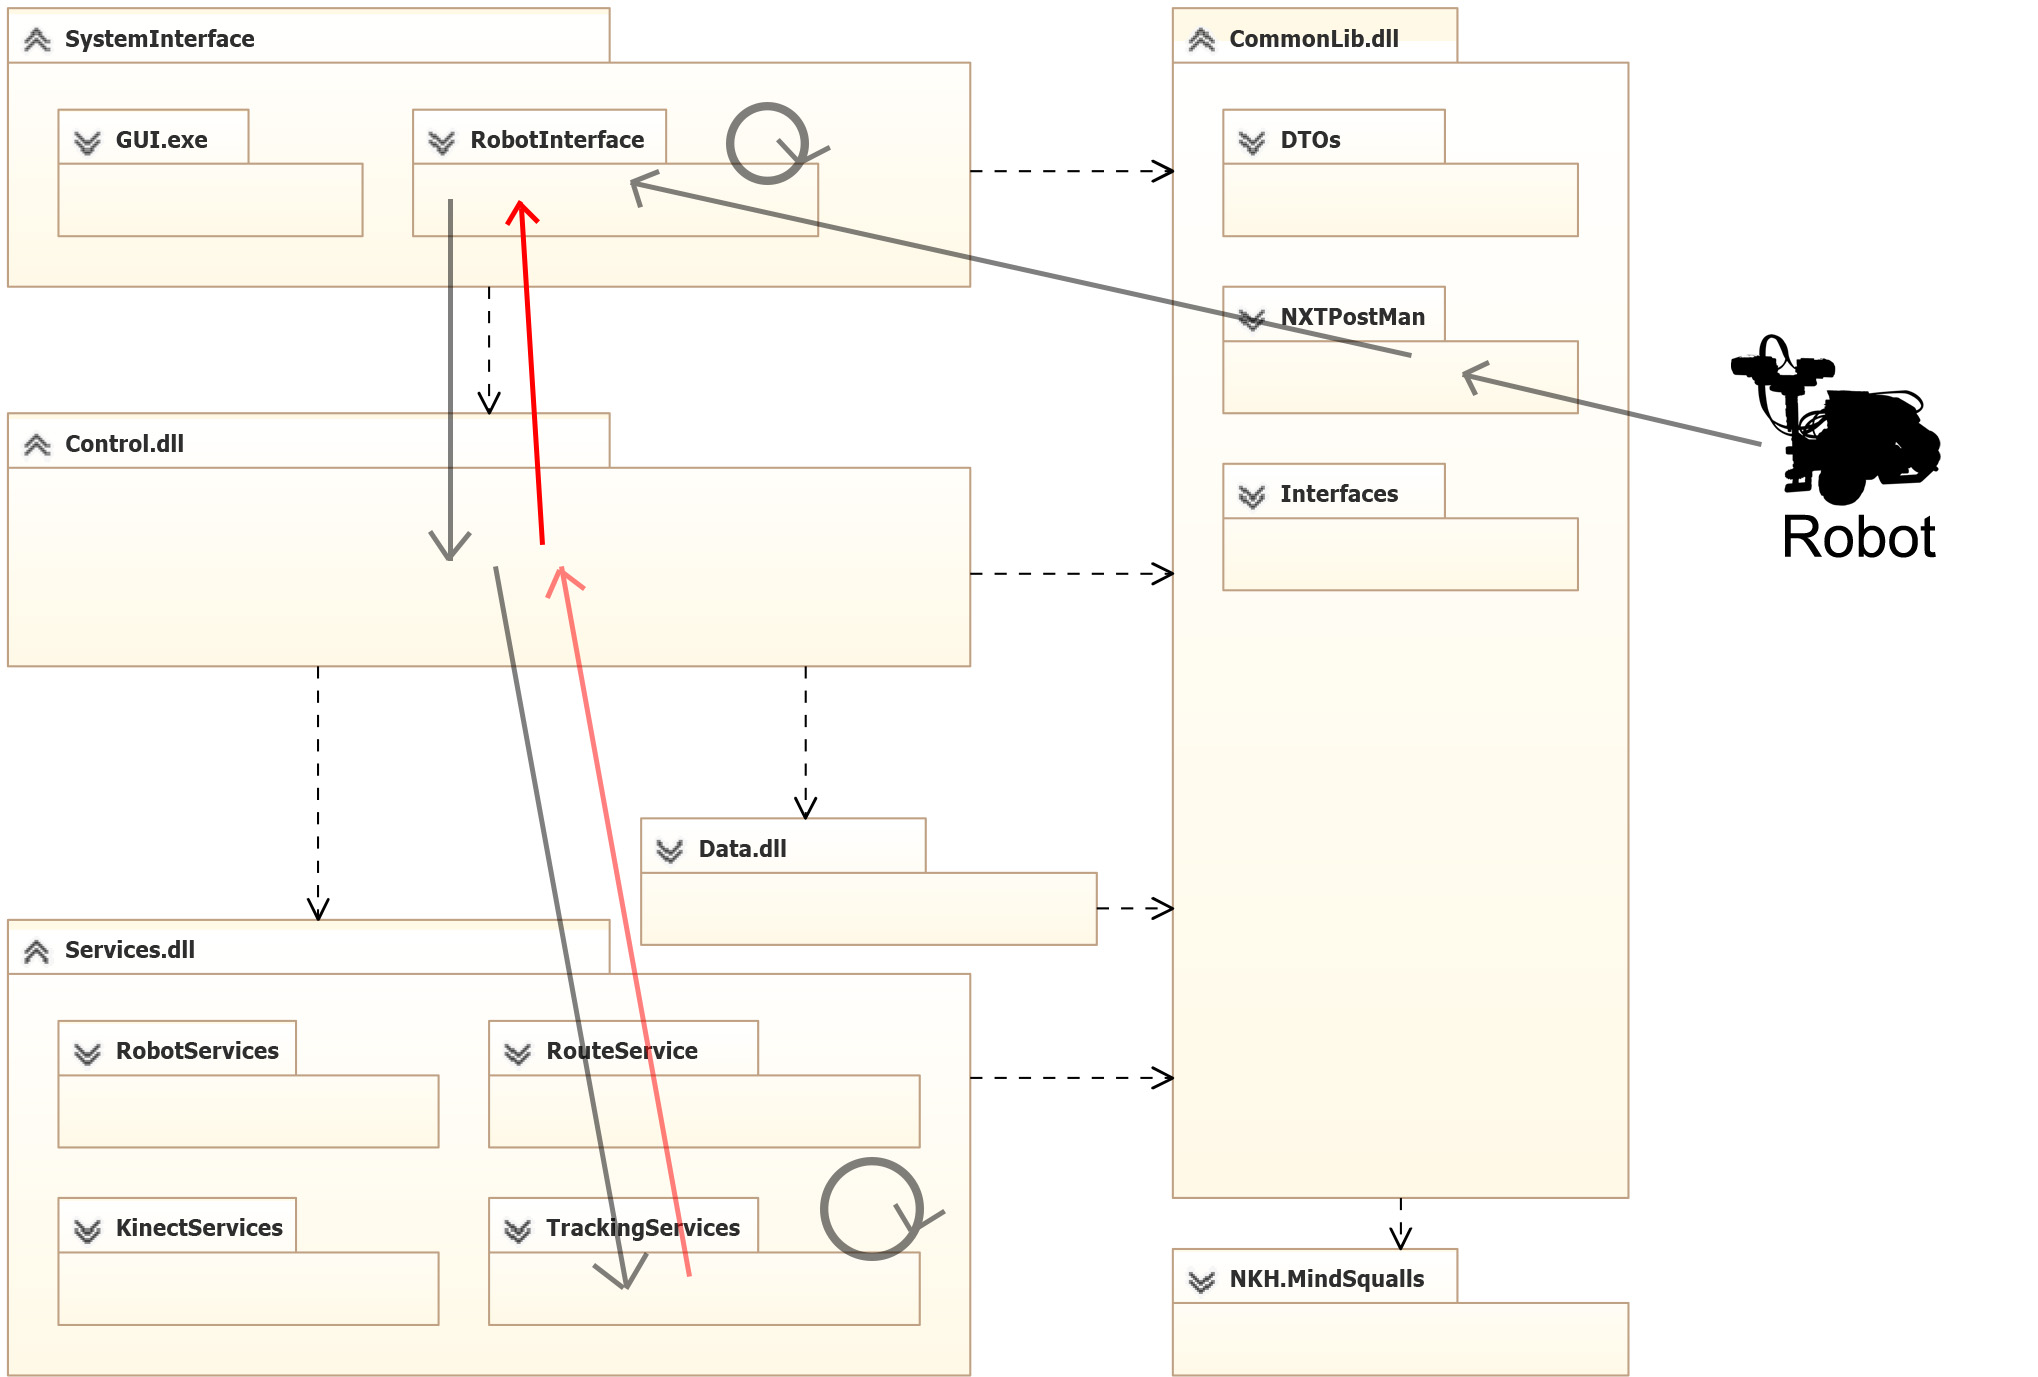 SystemInterface
GUI.exe
RobotInterface
CommonLib.dll
DTOs
NXTPostMan
Interfaces
Robot
Control.dll
Data.dll
Services.dll
RobotServices
RouteService
KinectServices
TrackingServices
NKH.MindSqualls